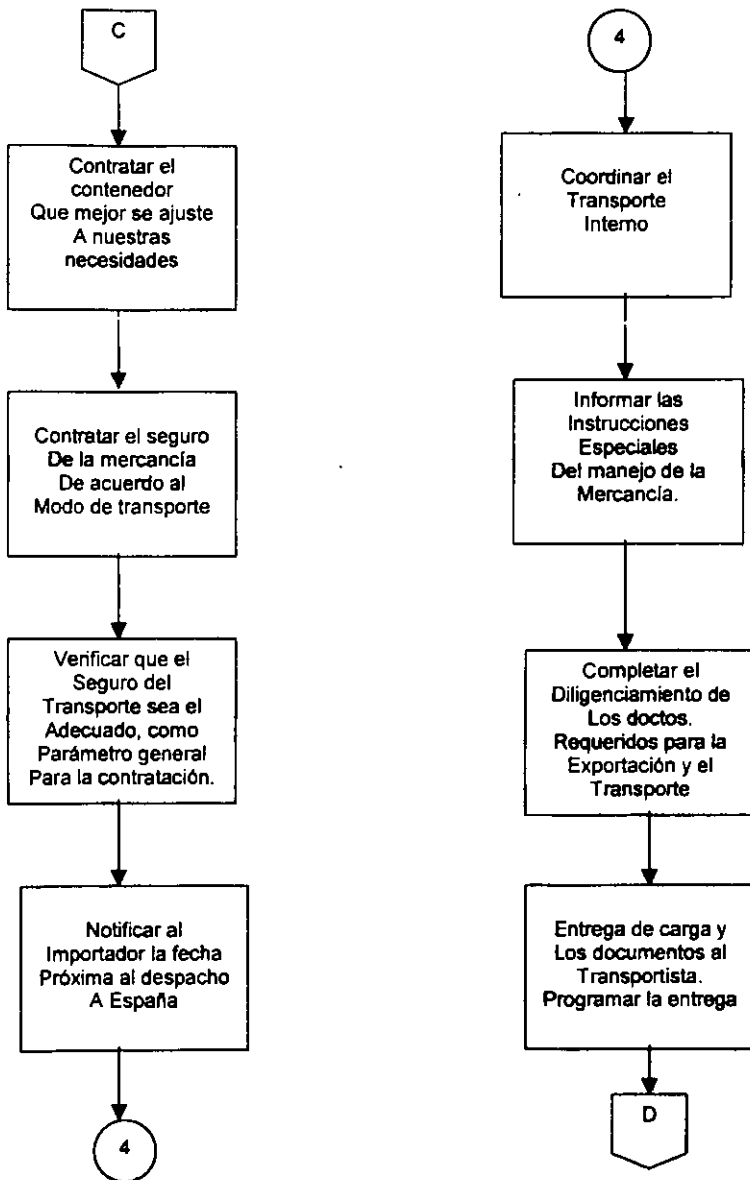 C
Contratar el
contenedor
Que mejor se ajuste
A nuestras
necesidades
Contratar el seguro
De la mercancía
De acuerdo al
Modo de transporte
Verificar que el
Seguro del
Transporte sea el
Adecuado, como
Parámetro general
Para la contratación.
Notificar al
Importador la fecha
Próxima al despacho
A España
4
4
Coordinar el
Transporte
Interno
Informar las
Instrucciones
Especiales
Del manejo de la
Mercancía.
Completar el
Diligenciamiento de
Los doctos.
Requeridos para la
Exportación y el
Transporte
Entrega de carga y
Los documentos al
Transportista.
Programar la entrega
D